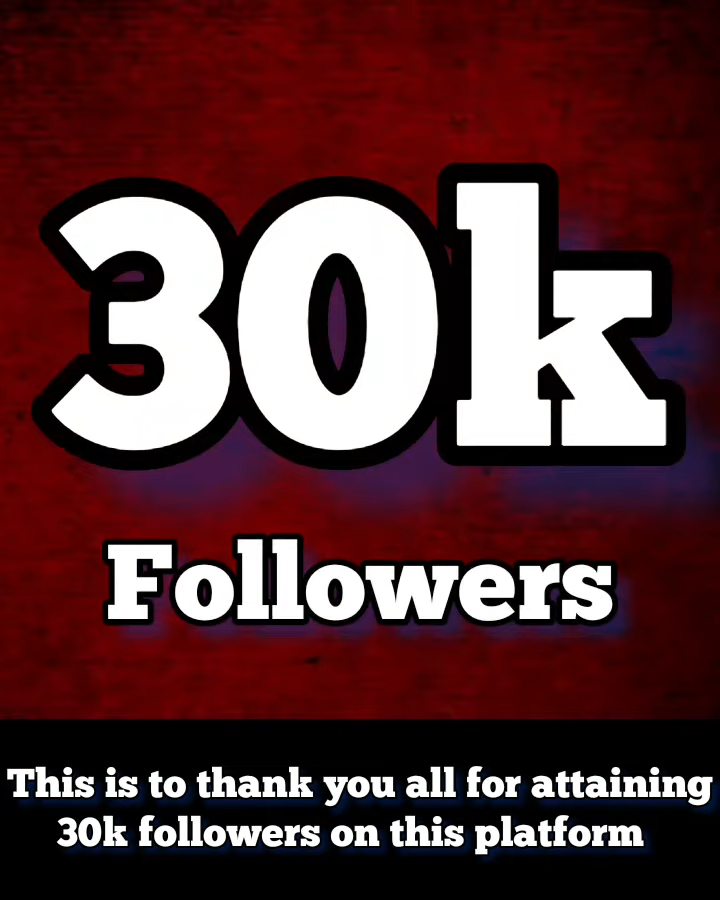 30k
Followers
This is to thank you all for attaining
30k followers on this platform